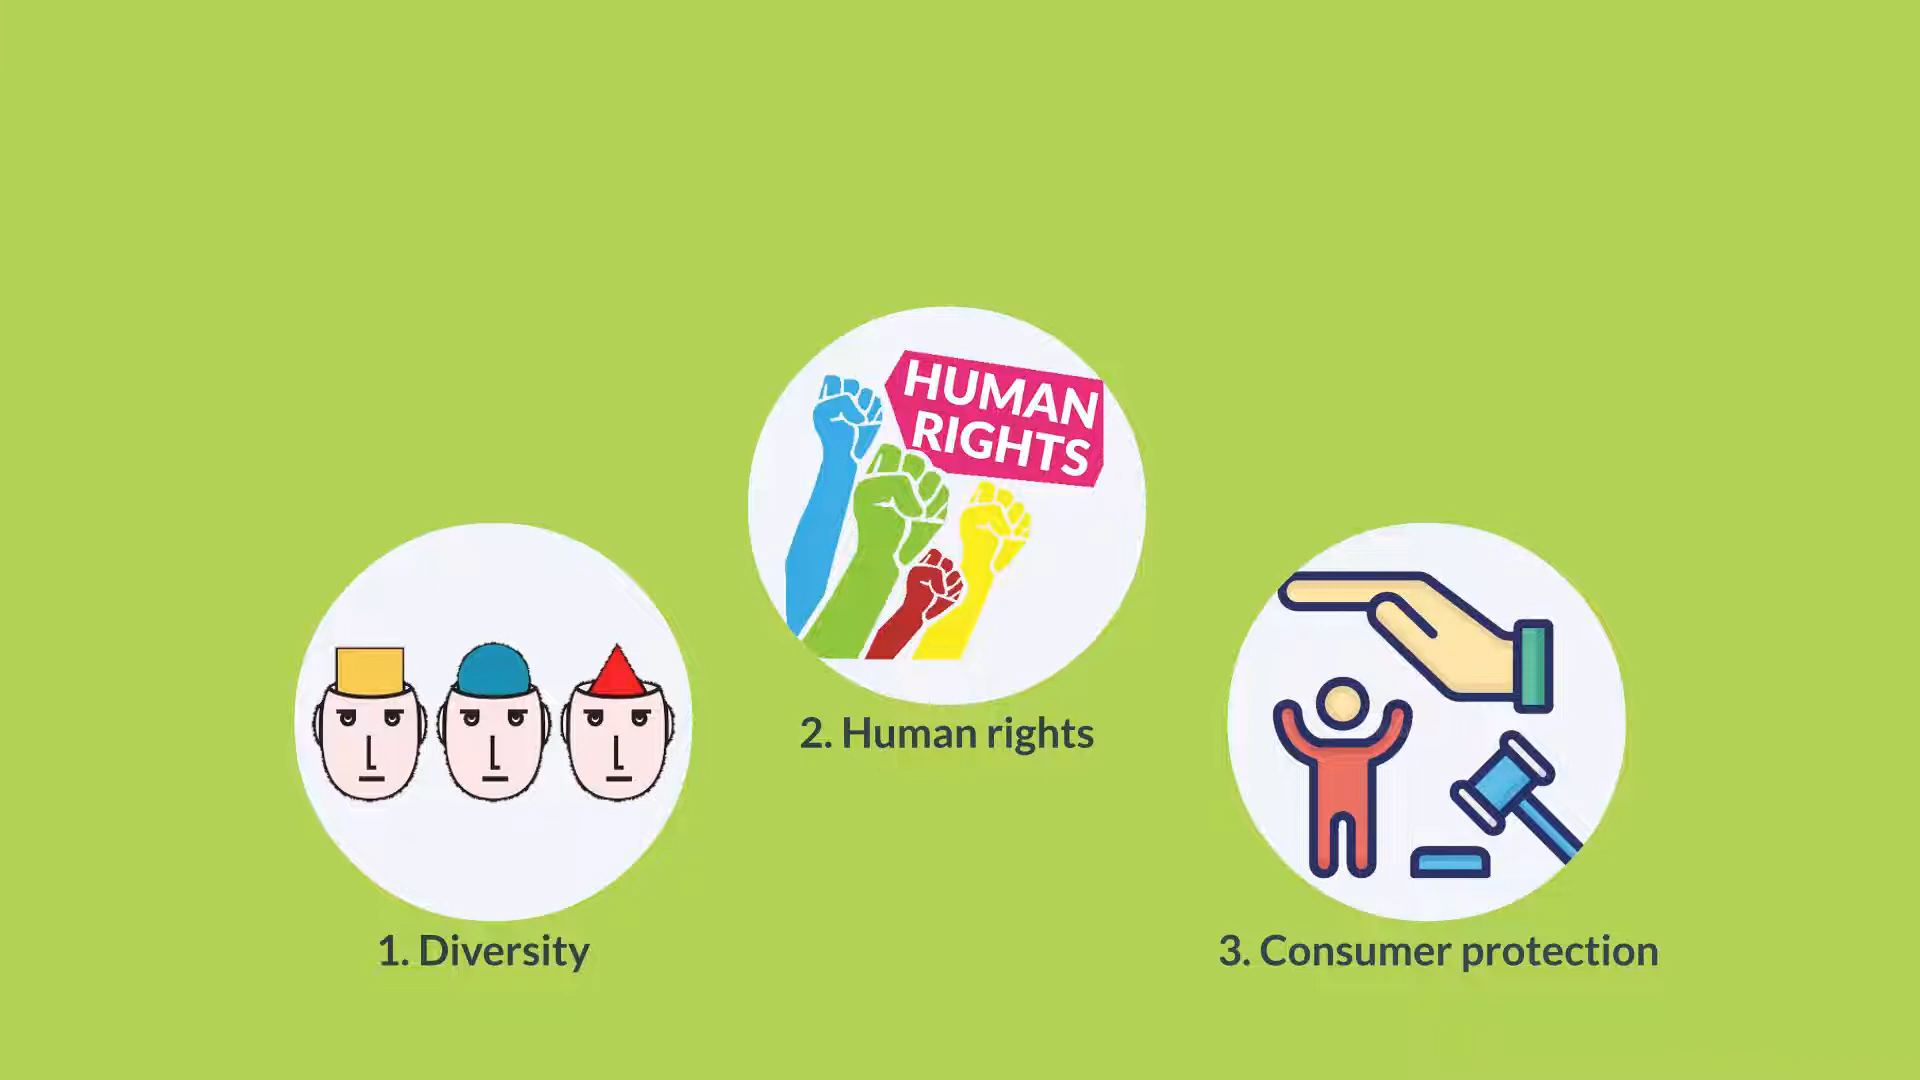 HUMAN
RIGHTS
2. Human rights
1. Diversity
3. Consumer protection